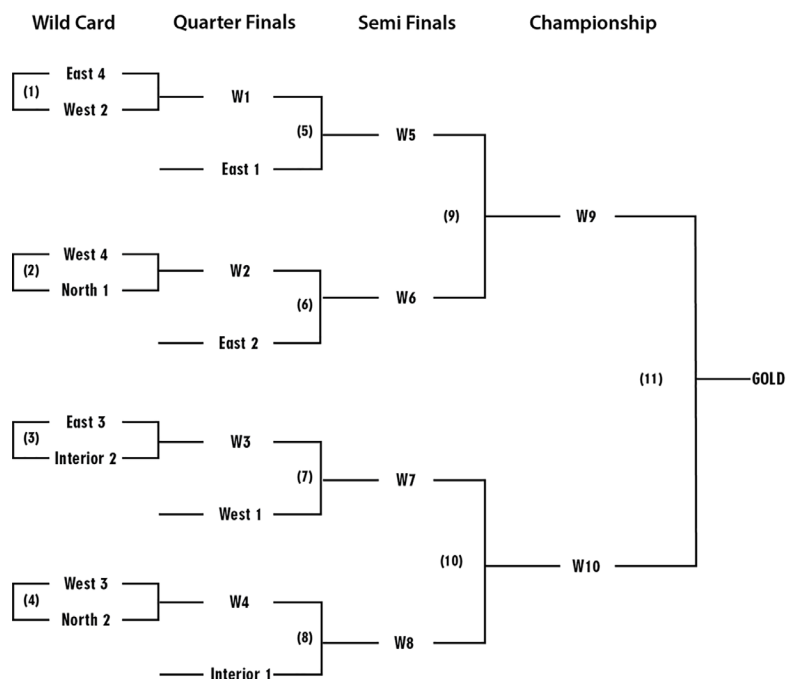 Wild Card Quarter Finals Semi Finals Championship
East 4
(1)
West 2
W1
(5)
East 1
W5
West 4
(2)
North 1
W2
(6)
East 2
W6
(9)
W9
East 3
(3)
Interior 2
W3
(7)
West 1
W7
West 3
(4)
North 2
W4
(8)
Interior 1
W8
(10)
W10
(11)
GOLD